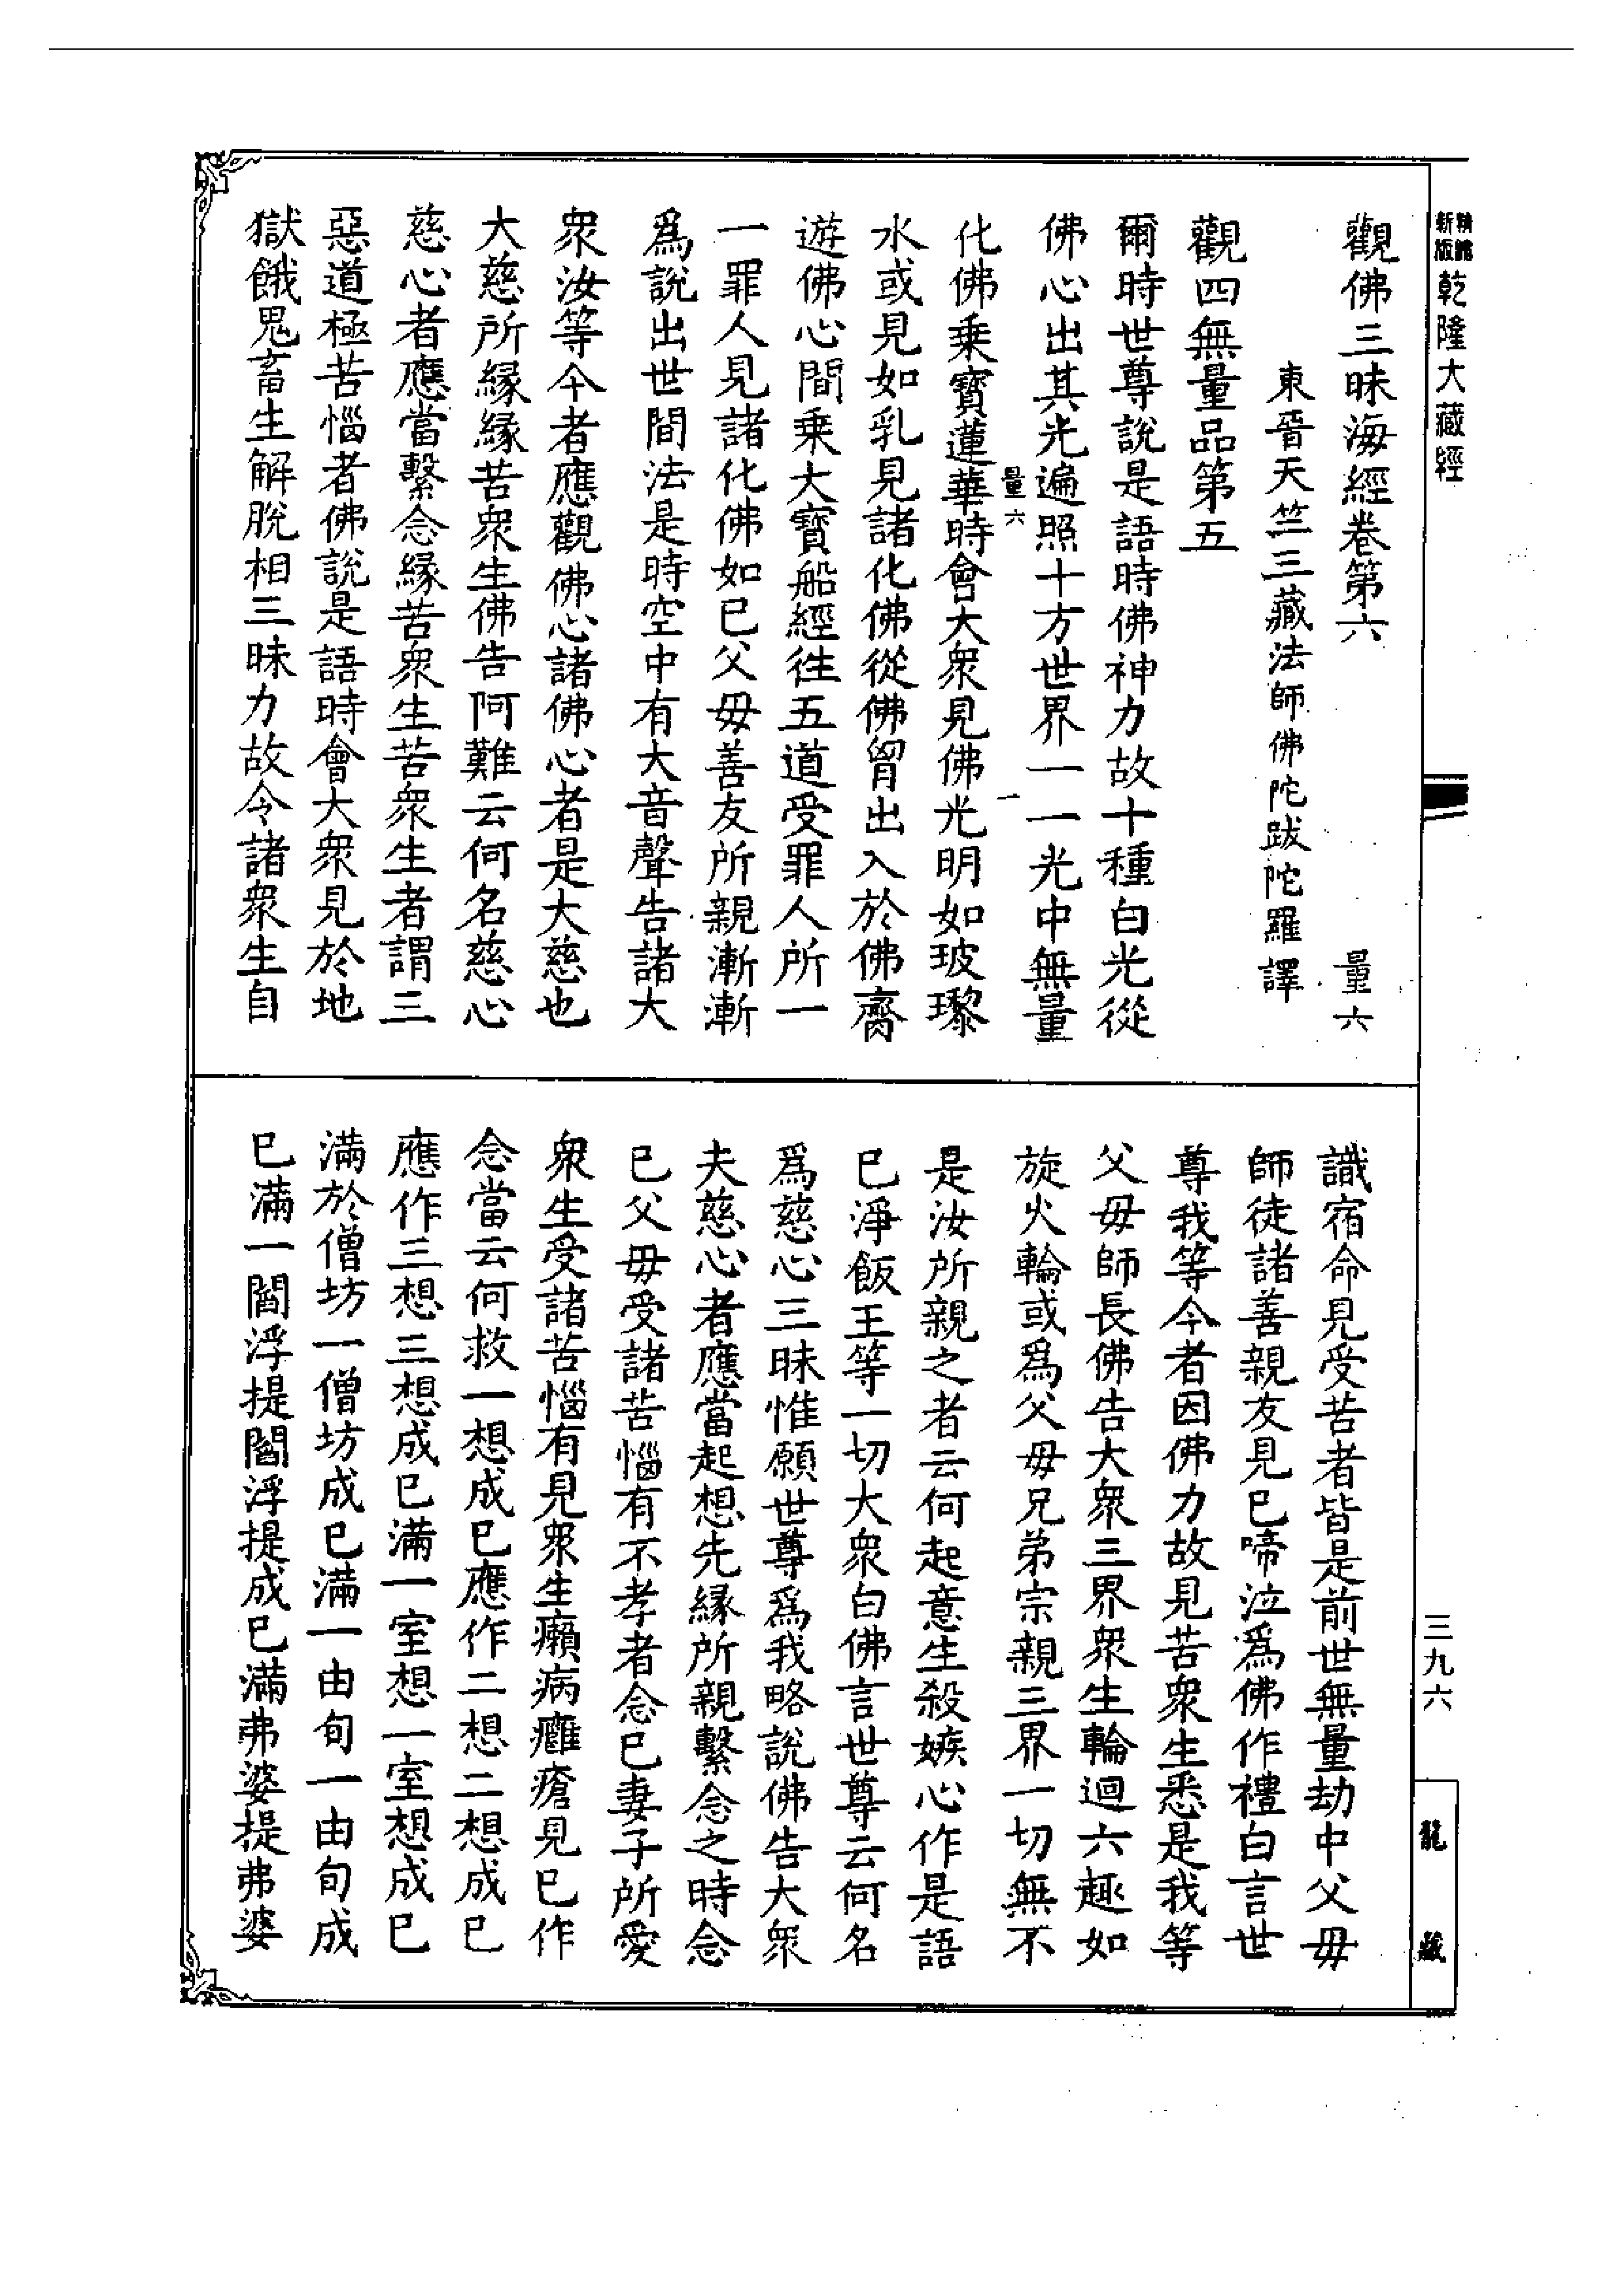 精縮新版乾隆大藏經
觀佛三昧海經卷第六 量六
東晉天竺三藏法師佛陀跋陀羅譯
觀四無量品第五
爾時世尊說是語時佛神力故十種白光從
佛心出其光遍照十方世界一一光中無量
量六 一
化佛乗寶蓮華時會大衆見佛光明如玻瓈
水或見如乳見諸化佛從佛胷出入於佛臍
遊佛心間乗大寶船經往五道受罪人所一
一罪人見諸化佛如已父毋善友所親漸漸
爲說出世間法是時空中有大音聲告諸大
衆汝等今者應觀佛心諸佛心者是大慈也
大慈所縁縁苦衆生佛告阿難云何名慈心
慈心者應當繫念縁苦衆生苦衆生者謂三
惡道極苦惱者佛說是語時會大衆見於地
獄餓鬼畜生解脫相三昧力故令諸衆生自
識宿命見受苦者皆是前世無量劫中父毋
師徒諸善親友見已啼泣爲佛作禮白言世
尊我等今者因佛力故見苦衆生悉是我等
父毋師長佛告大衆三界衆生輪迴六趣如
旋火輪或爲父毋兄弟宗親三界一切無不
是汝所親之者云何起意生殺嫉心作是語
已淨飯王等一切大衆白佛言世尊云何名
爲慈心三昧惟願世尊爲我略說佛告大衆
夫慈心者應當起想先縁所親繫念之時念
已父毋受諸苦惱有不孝者念已妻子所愛
衆生受諸苦惱有見衆生癩病癰瘡見已作
念當云何救一想成已應作二想二想成已
應作三想三想成已滿一室想一室想成已
滿於僧坊一僧坊成已滿一由旬一由旬成
已滿一閻浮提閻浮提成已滿弗婆提弗婆
三九六
龍藏